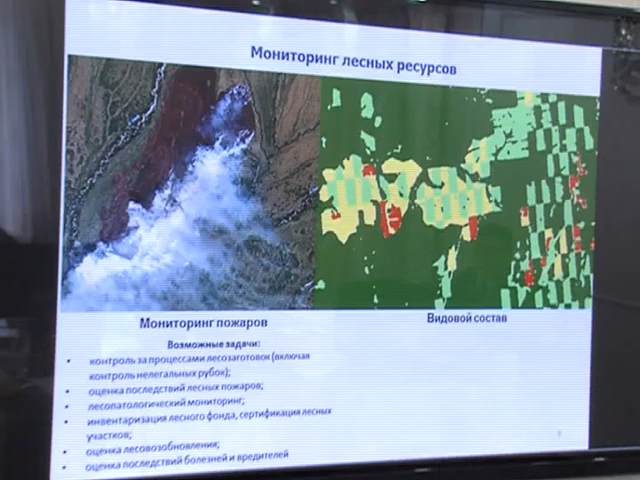 Мониторинг лесных ресурсов
Мониторинг пожаров
Видовой состав
Возможные задачи:
• контроль за процессами лесозаготовок (включая
контроль нелегальных рубок);
• оценка последствий лесных пожаров;
• лесопатологический мониторинг;
• инвентаризация лесного фонда, сертификация лесных
участков;
• оценка лесовозобновления;
• оценка последствий болезней и вредителей